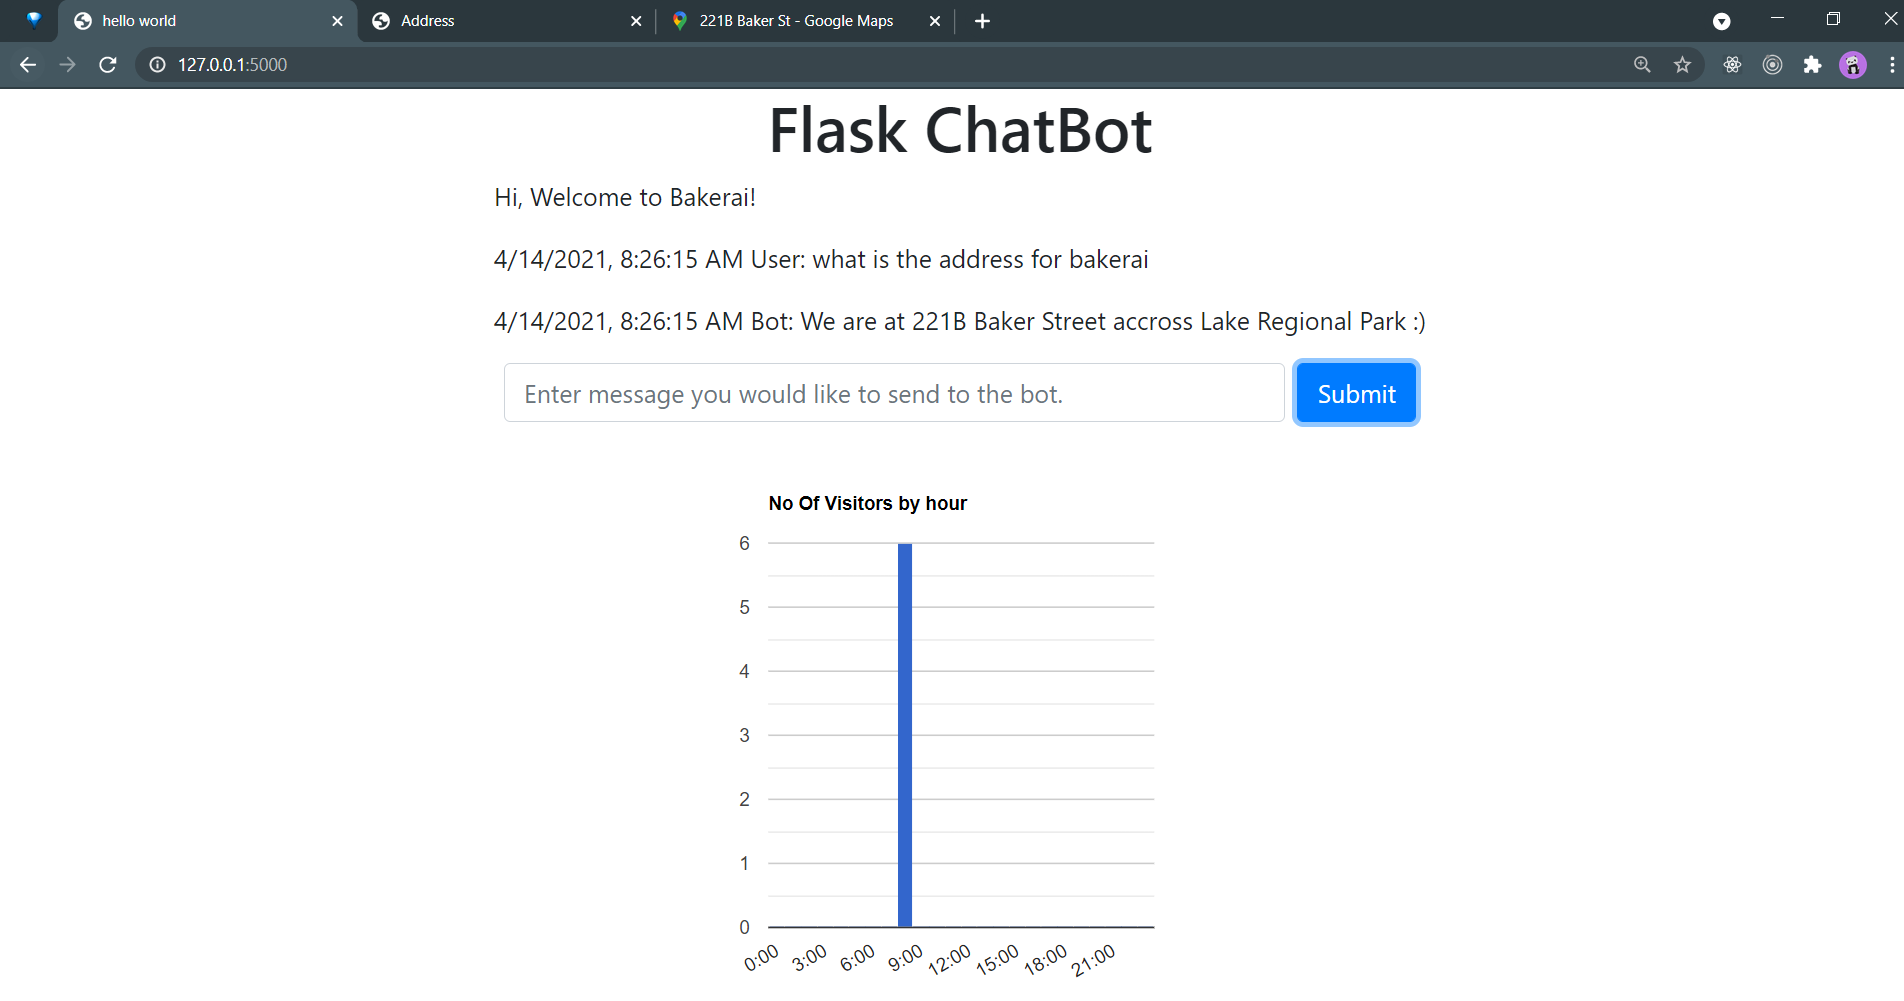 hello world
Address
221B Baker St - Google Maps
127.0.0.1:5000
Flask ChatBot
Hi, Welcome to Bakerai!
4/14/2021, 8:26:15 AM User: what is the address for bakerai
4/14/2021, 8:26:15 AM Bot: We are at 221B Baker Street accross Lake Regional Park :)
Enter message you would like to send to the bot.
Submit
No Of Visitors by hour
6
5
4
3
2
1
0
0:00 3:00 6:00 9:00 12:00 15:00 18:00 21:00